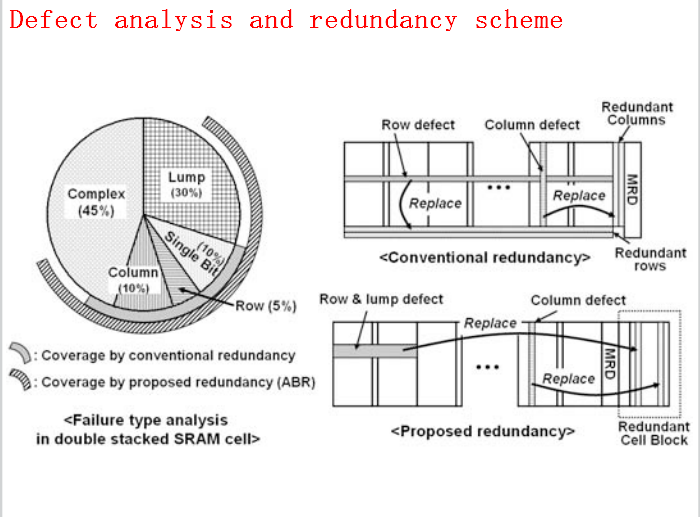 Defect analysis and redundancy scheme
Complex
(45%)
Lump
(30%)
(10%)
Single Bit
Column
(10%)
Row (5%)
: Coverage by conventional redundancy
: Coverage by proposed redundancy (ABR)
<Failure type analysis
in double stacked SRAM cell>
Redundant
Columns
Row defect
Column defect
MRD
Replace
Replace
•••
<Conventional redundancy>
Redundant
rows
Row & lump defect
Column defect
Replace
MRD
•••
Replace
<Proposed redundancy>
Redundant
Cell Block